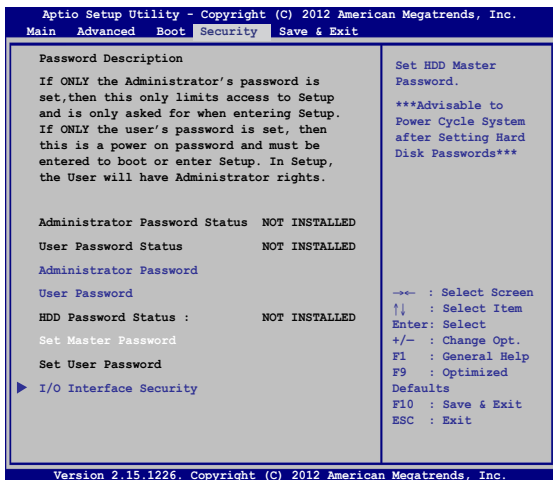 Aptio Setup Utility - Copyright (C) 2012 American Megatrends, Inc.
Main Advanced Boot Security Save & Exit
Password Description
If ONLY the Administrator's password is
set,then this only limits access to Setup
and is only asked for when entering Setup.
If ONLY the user's password is set, then
this is a power on password and must be
entered to boot or enter Setup. In Setup,
the User will have Administrator rights.
Administrator Password Status NOT INSTALLED
User Password Status NOT INSTALLED
Administrator Password
User Password
HDD Password Status : NOT INSTALLED
Set Master Password
Set User Password
I/O Interface Security
Set HDD Master
Password.
***Advisable to
Power Cycle System
after Setting Hard
Disk Passwords***
→← : Select Screen
↑↓ : Select Item
Enter: Select
+/— : Change Opt.
F1 : General Help
F9 : Optimized
Defaults
F10 : Save & Exit
ESC : Exit
Version 2.15.1226. Copyright (C) 2012 American Megatrends, Inc.